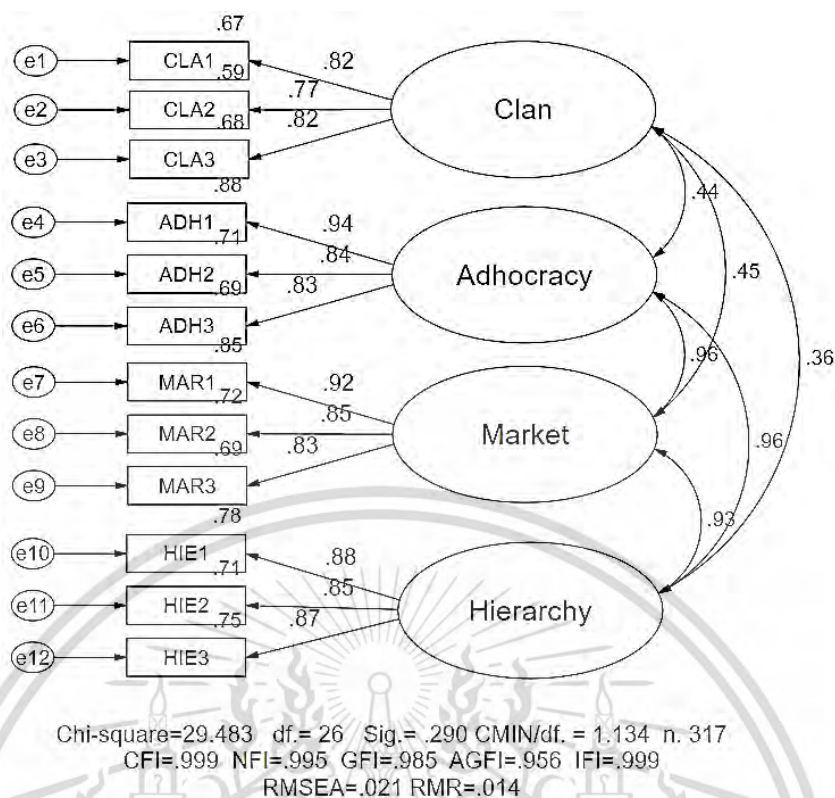 .67
e1 CLA1 .82
.59
e2 CLA2 .77
.68
e3 CLA3 .82
Clan
.88
e4 ADH1 .94
.71
e5 ADH2 .84
.69
e6 ADH3 .83
Adhocracy
.85
e7 MAR1 .92
.72
e8 MAR2 .85
.69
e9 MAR3 .83
Market
.78
e10 HIE1 .88
.71
e11 HIE2 .85
.75
e12 HIE3 .87
Hierarchy
.44
.45
.96
.36
.96
.93
Chi-square=29.483 df.= 26 Sig.= .290 CMIN/df. = 1.134 n. 317
CFI=.999 NFI=.995 GFI=.985 AGFI=.956 IFI=.999
RMSEA=.021 RMR=.014